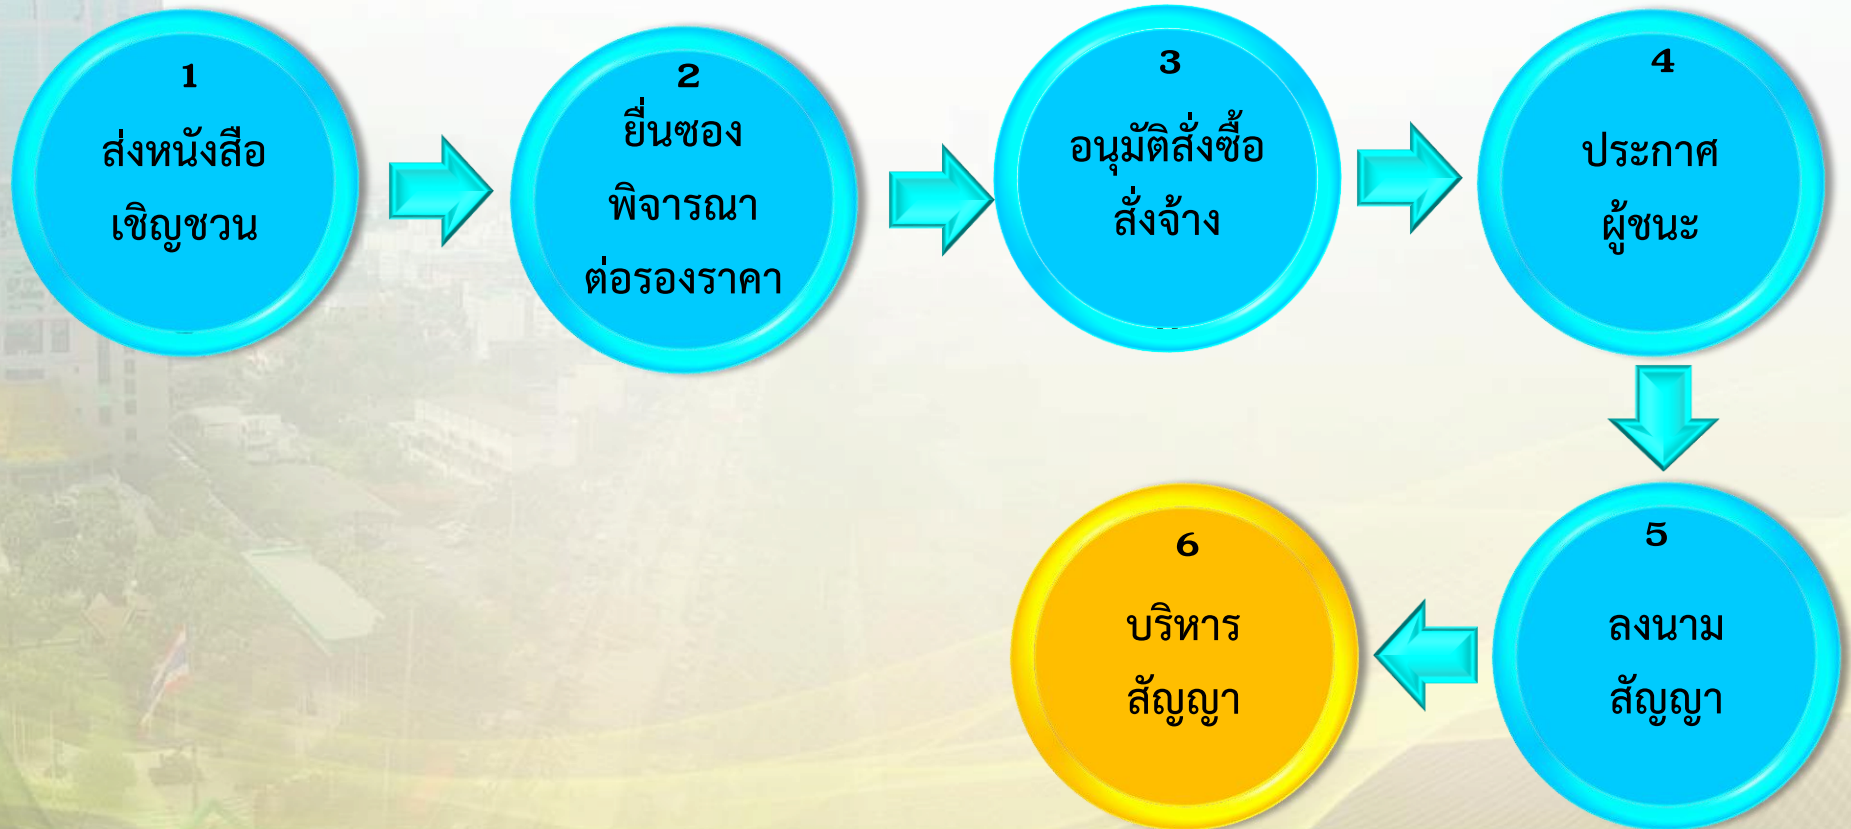 1
ส่งหนังสือ
เชิญชวน
2
ยื่นซอง
พิจารณา
ต่อรองราคา
3
อนุมัติสั่งซื้อ
สั่งจ้าง
4
ประกาศ
ผู้ชนะ
5
ลงนาม
สัญญา
6
บริหาร
สัญญา